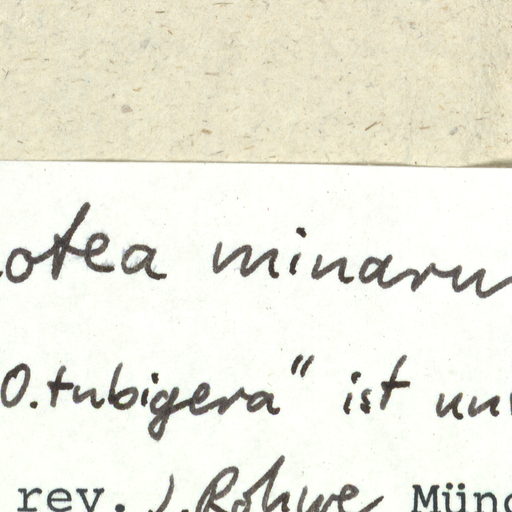 otea minaru
O.tubigera" ist un
rev. J. Rohwe Münc